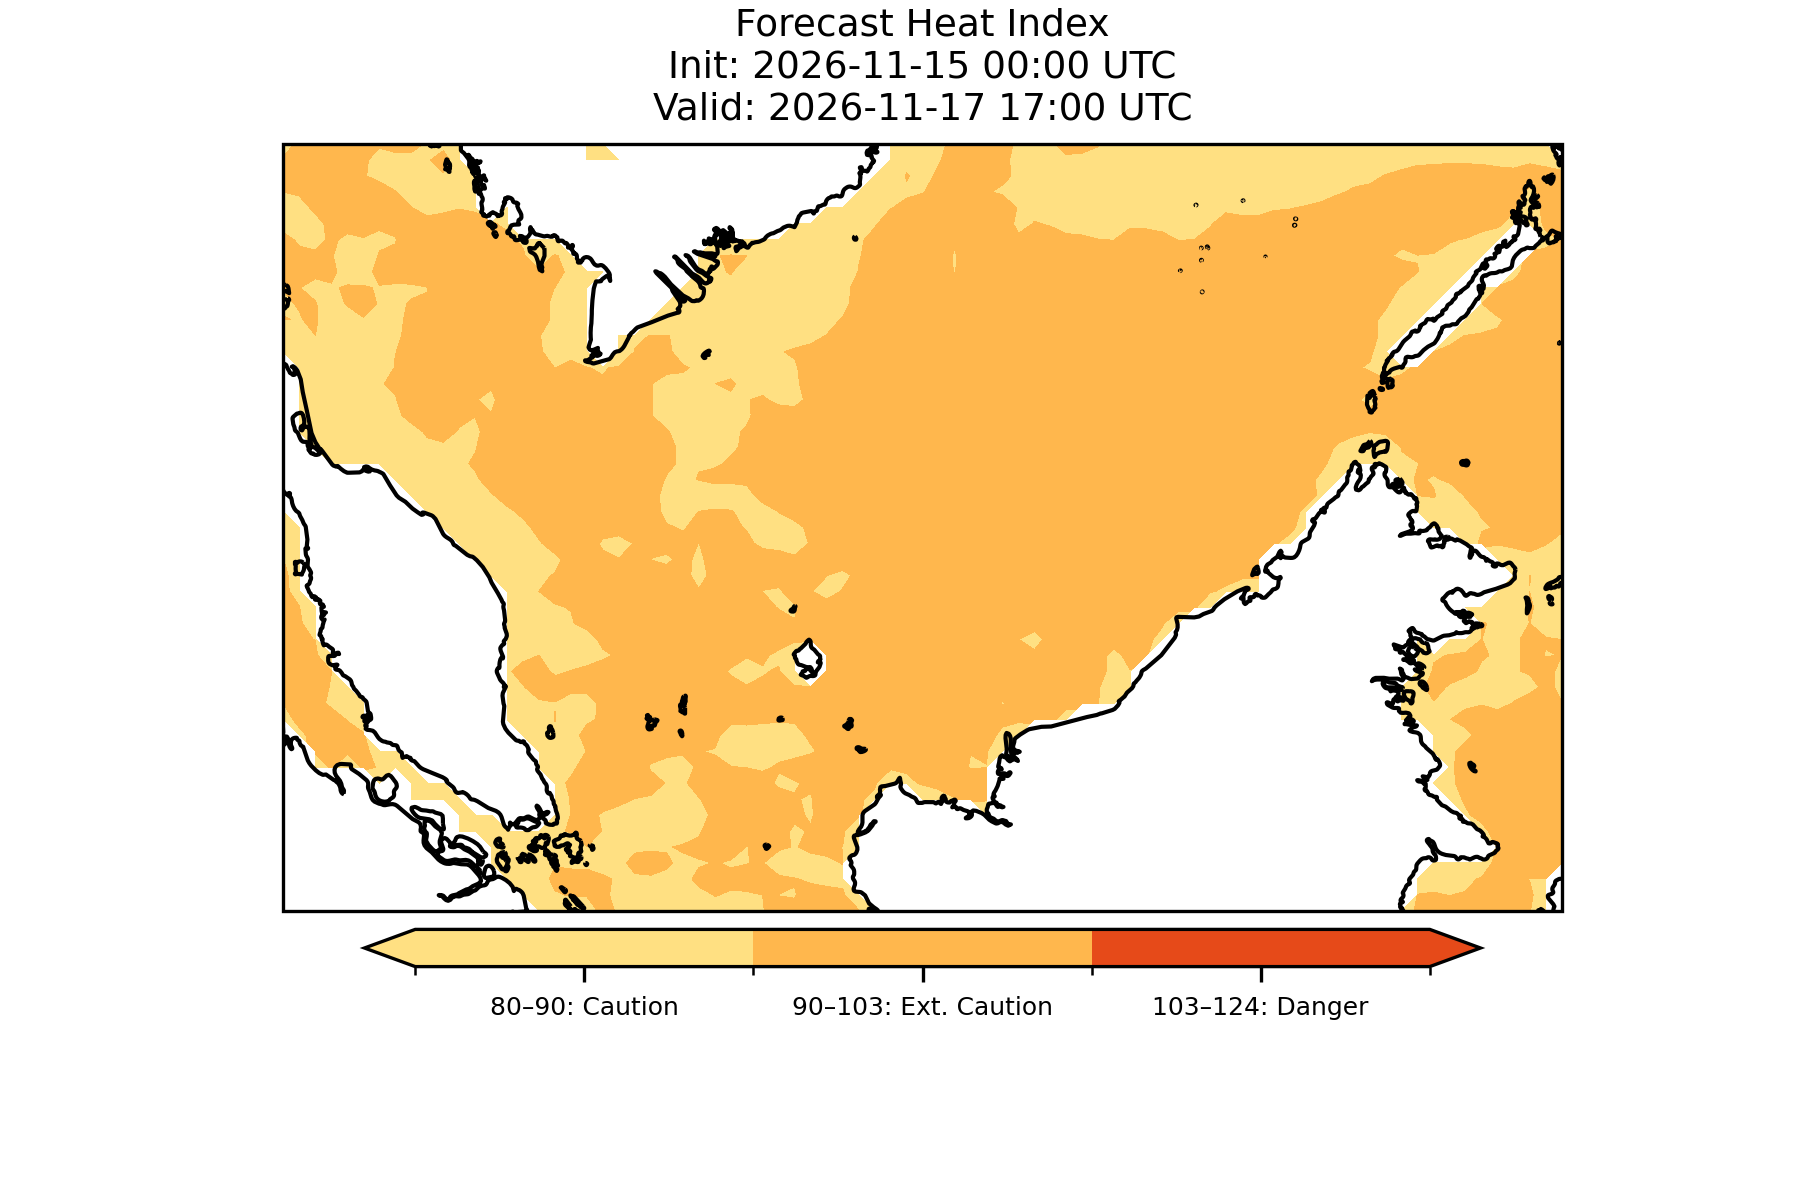 Forecast Heat Index
Init: 2026-11-15 00:00 UTC
Valid: 2026-11-17 17:00 UTC
80–90: Caution
90–103: Ext. Caution
103–124: Danger